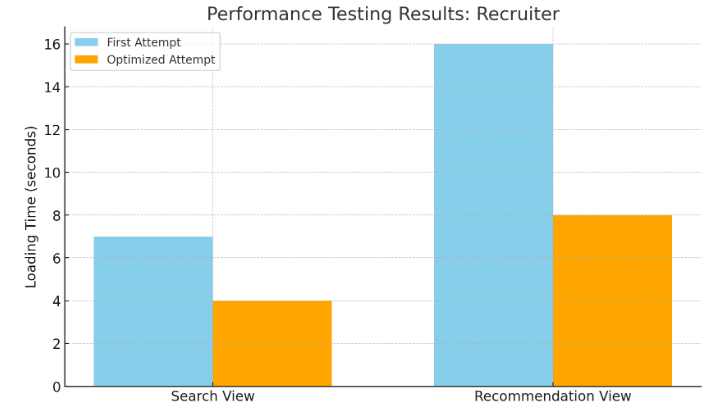 Performance Testing Results: Recruiter
First Attempt
Optimized Attempt
Loading Time (seconds)
16
14
12
10
8
6
4
2
0
Search View
Recommendation View